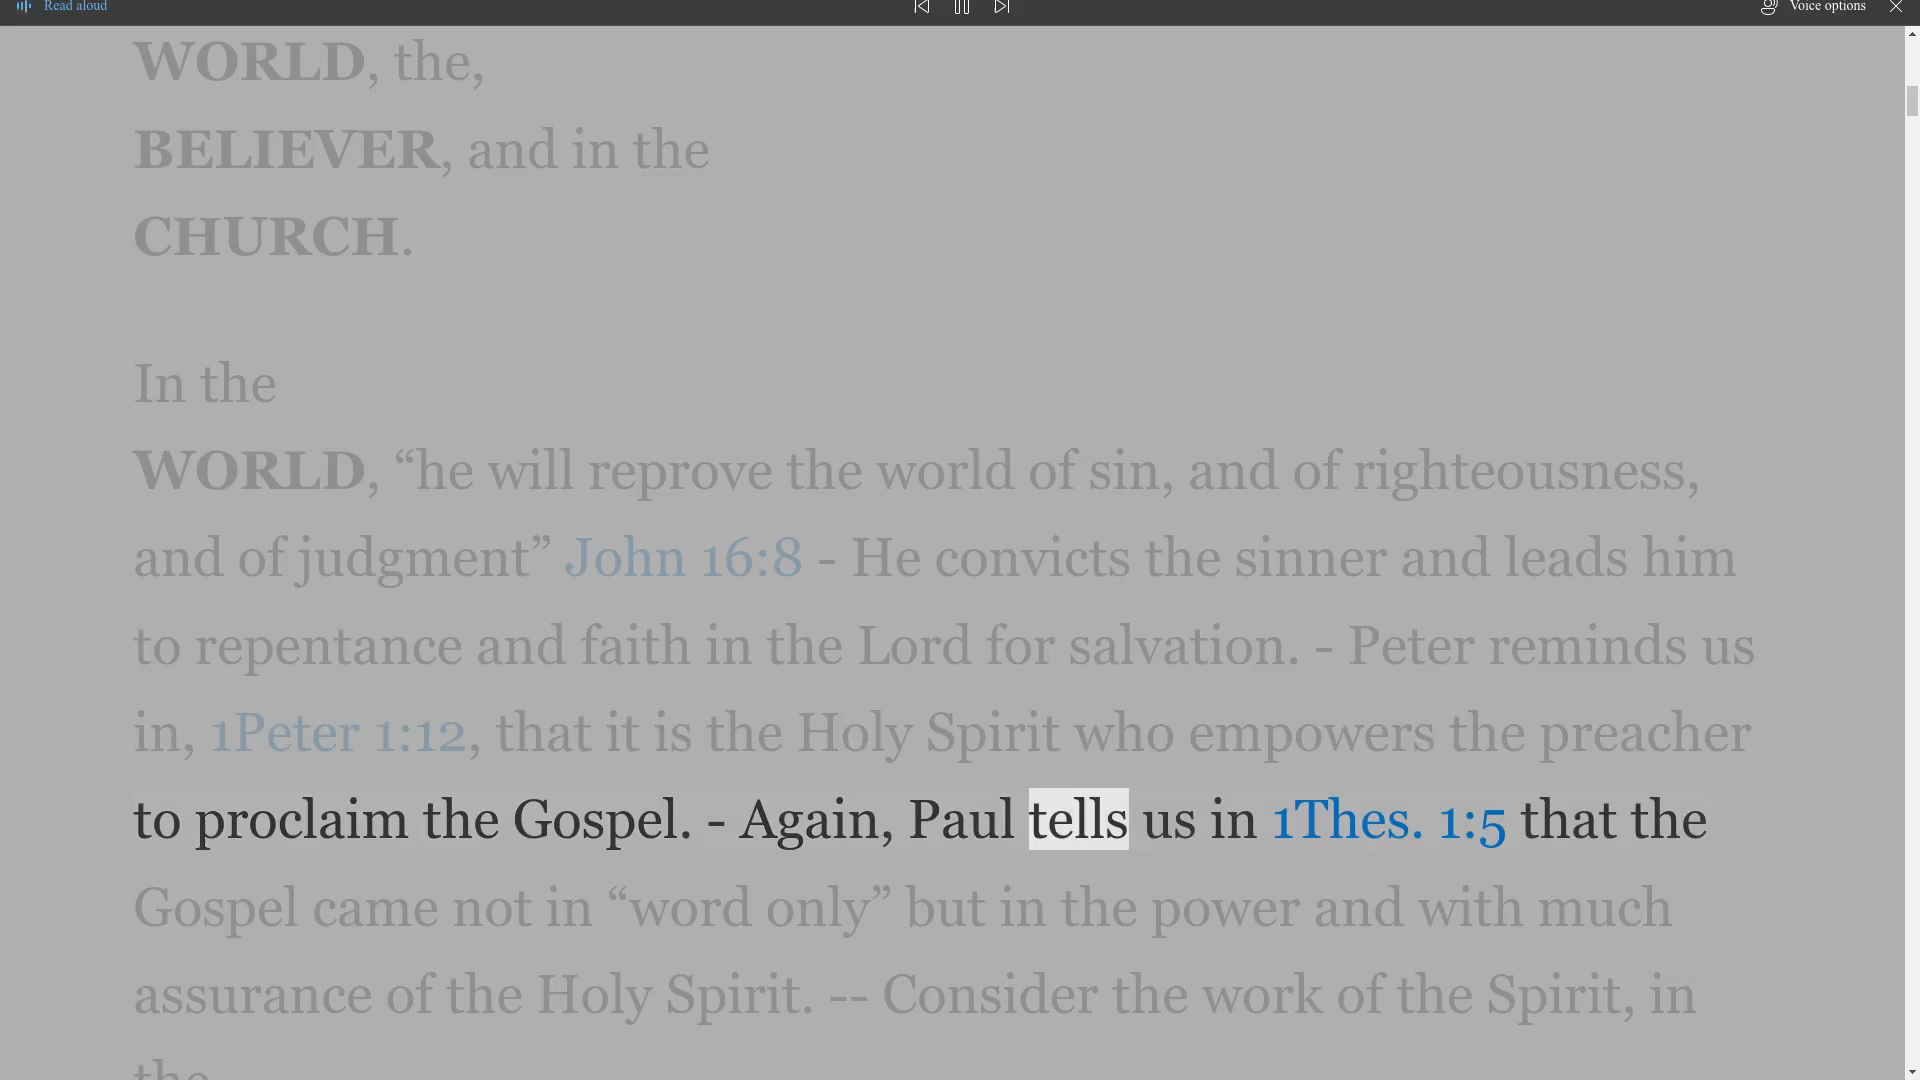 Read aloud
Voice options
WORLD, the,
BELIEVER, and in the
CHURCH.
In the
WORLD, “he will reprove the world of sin, and of righteousness,
and of judgment” John 16:8 - He convicts the sinner and leads him
to repentance and faith in the Lord for salvation. - Peter reminds us
in, 1Peter 1:12, that it is the Holy Spirit who empowers the preacher
to proclaim the Gospel. - Again, Paul tells us in 1Thes. 1:5 that the
Gospel came not in “word only” but in the power and with much
assurance of the Holy Spirit. -- Consider the work of the Spirit, in
the